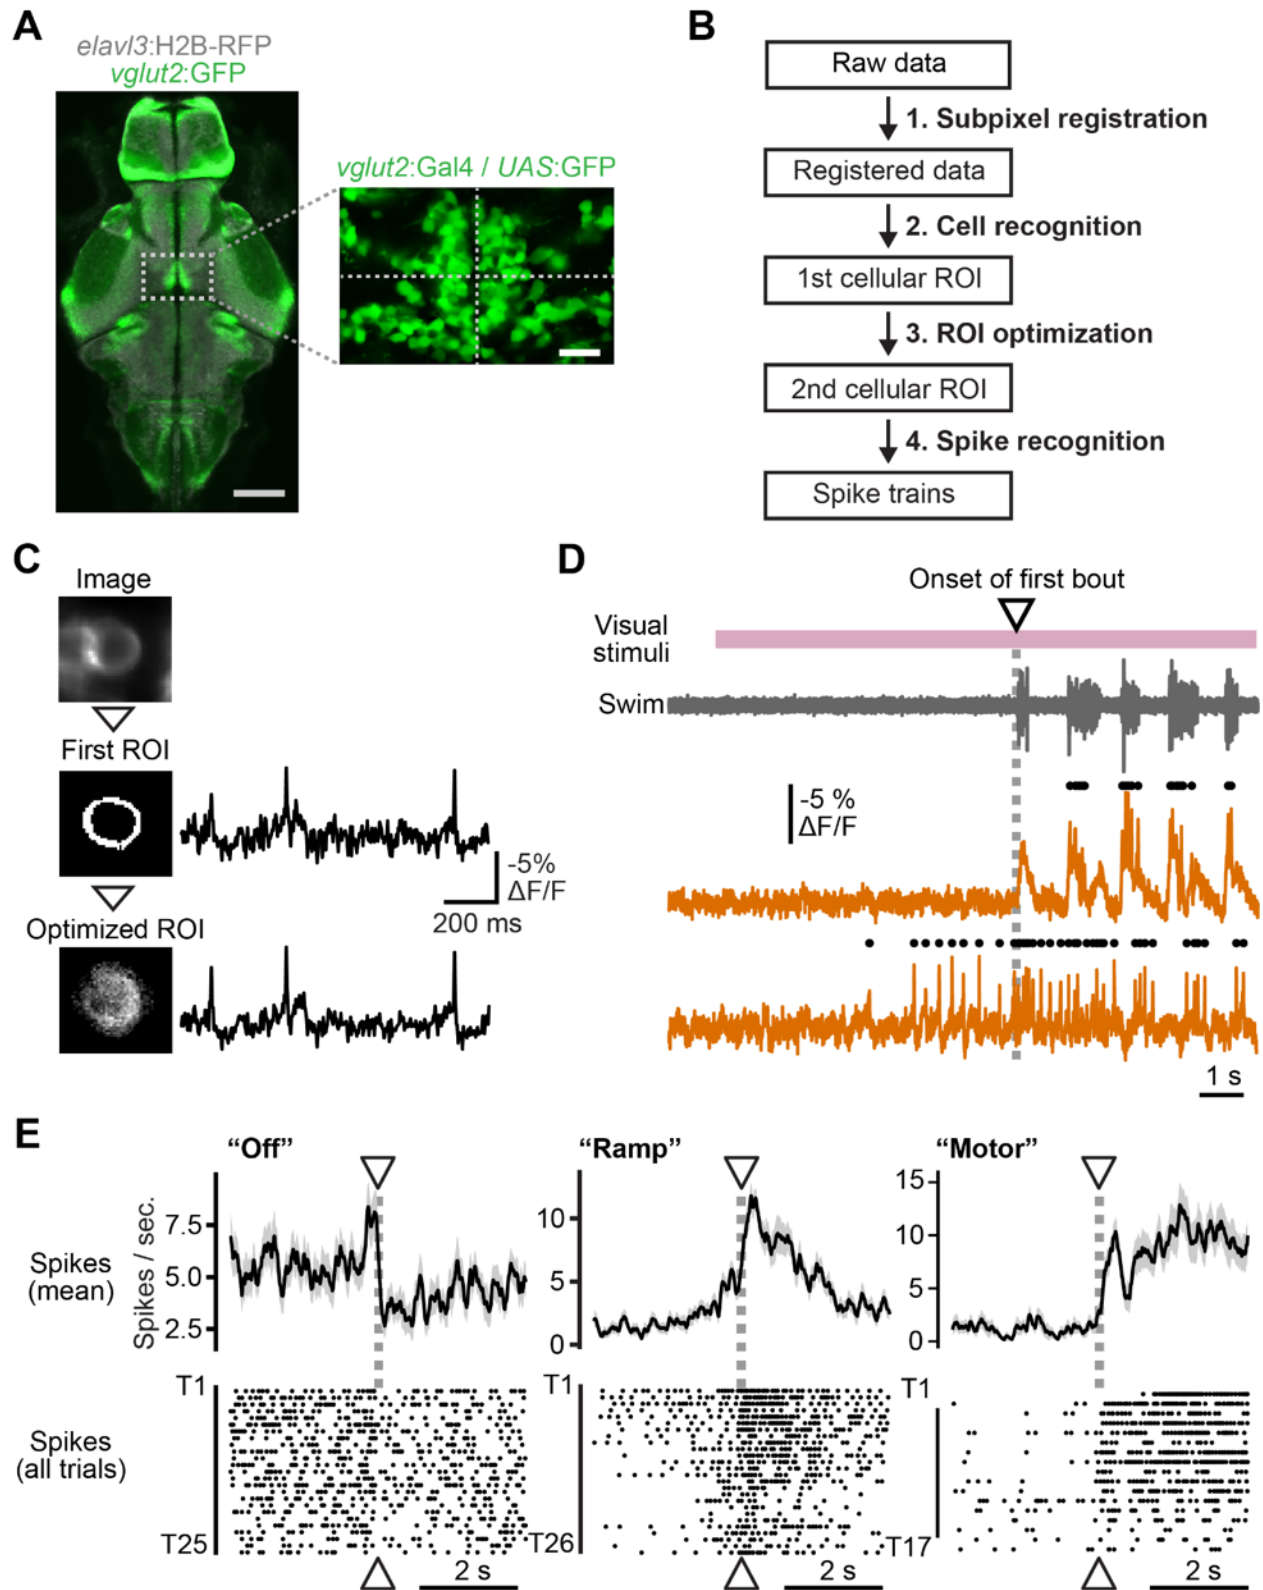 A
elavl3:H2B-RFP
vglut2:GFP
vglut2:Gal4 / UAS:GFP
B
Raw data
1. Subpixel registration
Registered data
2. Cell recognition
1st cellular ROI
3. ROI optimization
2nd cellular ROI
4. Spike recognition
Spike trains
C
Image
First ROI
-5%
ΔF/F
200 ms
Optimized ROI
D
Onset of first bout
Visual
stimuli
Swim
-5 %
ΔF/F
1 s
E
“Off”
“Ramp”
“Motor”
Spikes
(mean)
Spikes / sec.
7.5
5.0
2.5
10
5
0
15
10
5
0
Spikes
(all trials)
T1
T25
2 s
T1
T26
2 s
T1
T17
2 s